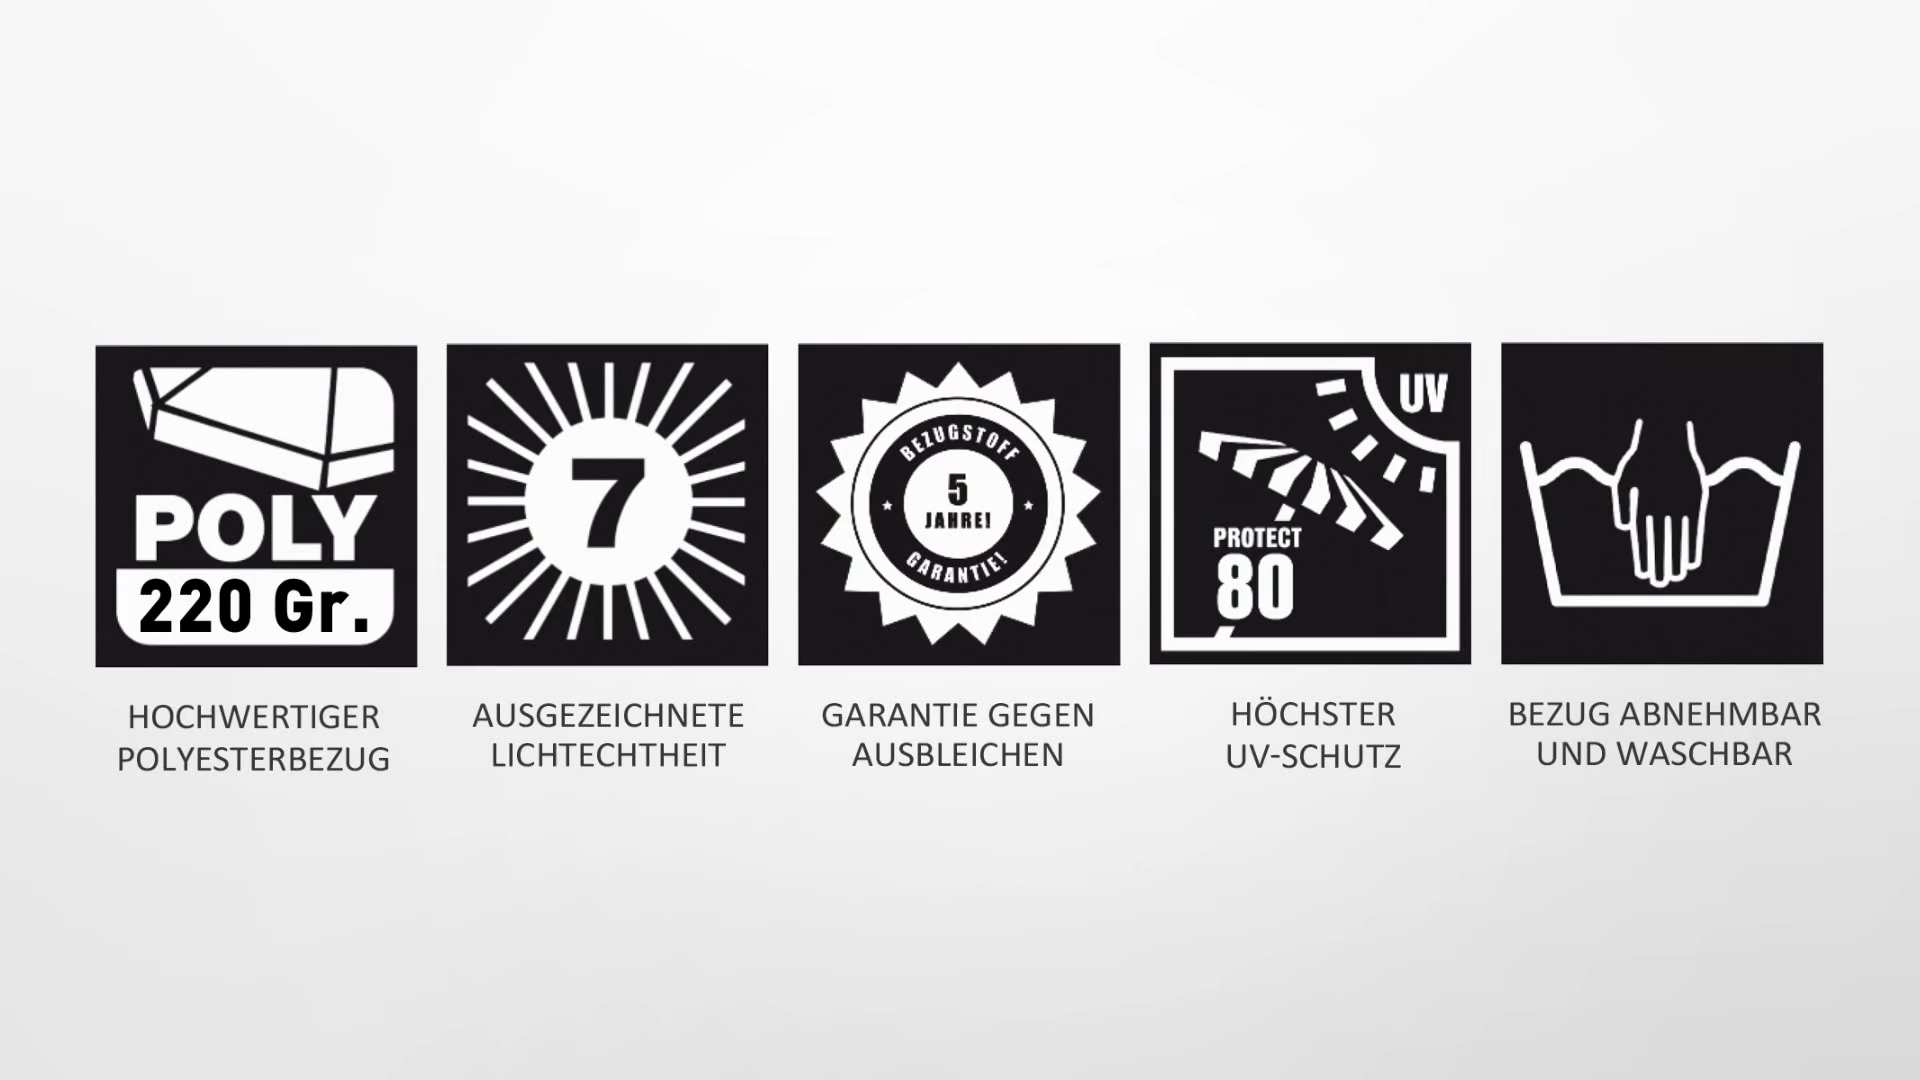 POLY
220 Gr.
HOCHWERTIGER
POLYESTERBEZUG
7
AUSGEZEICHNETE
LICHTECHTHEIT
BEZUGSTOFF
5
JAHRE!
GARANTIE!
GARANTIE GEGEN
AUSBLEICHEN
UV
PROTECT
80
HÖCHSTER
UV-SCHUTZ
BEZUG ABNEHMBAR
UND WASCHBAR